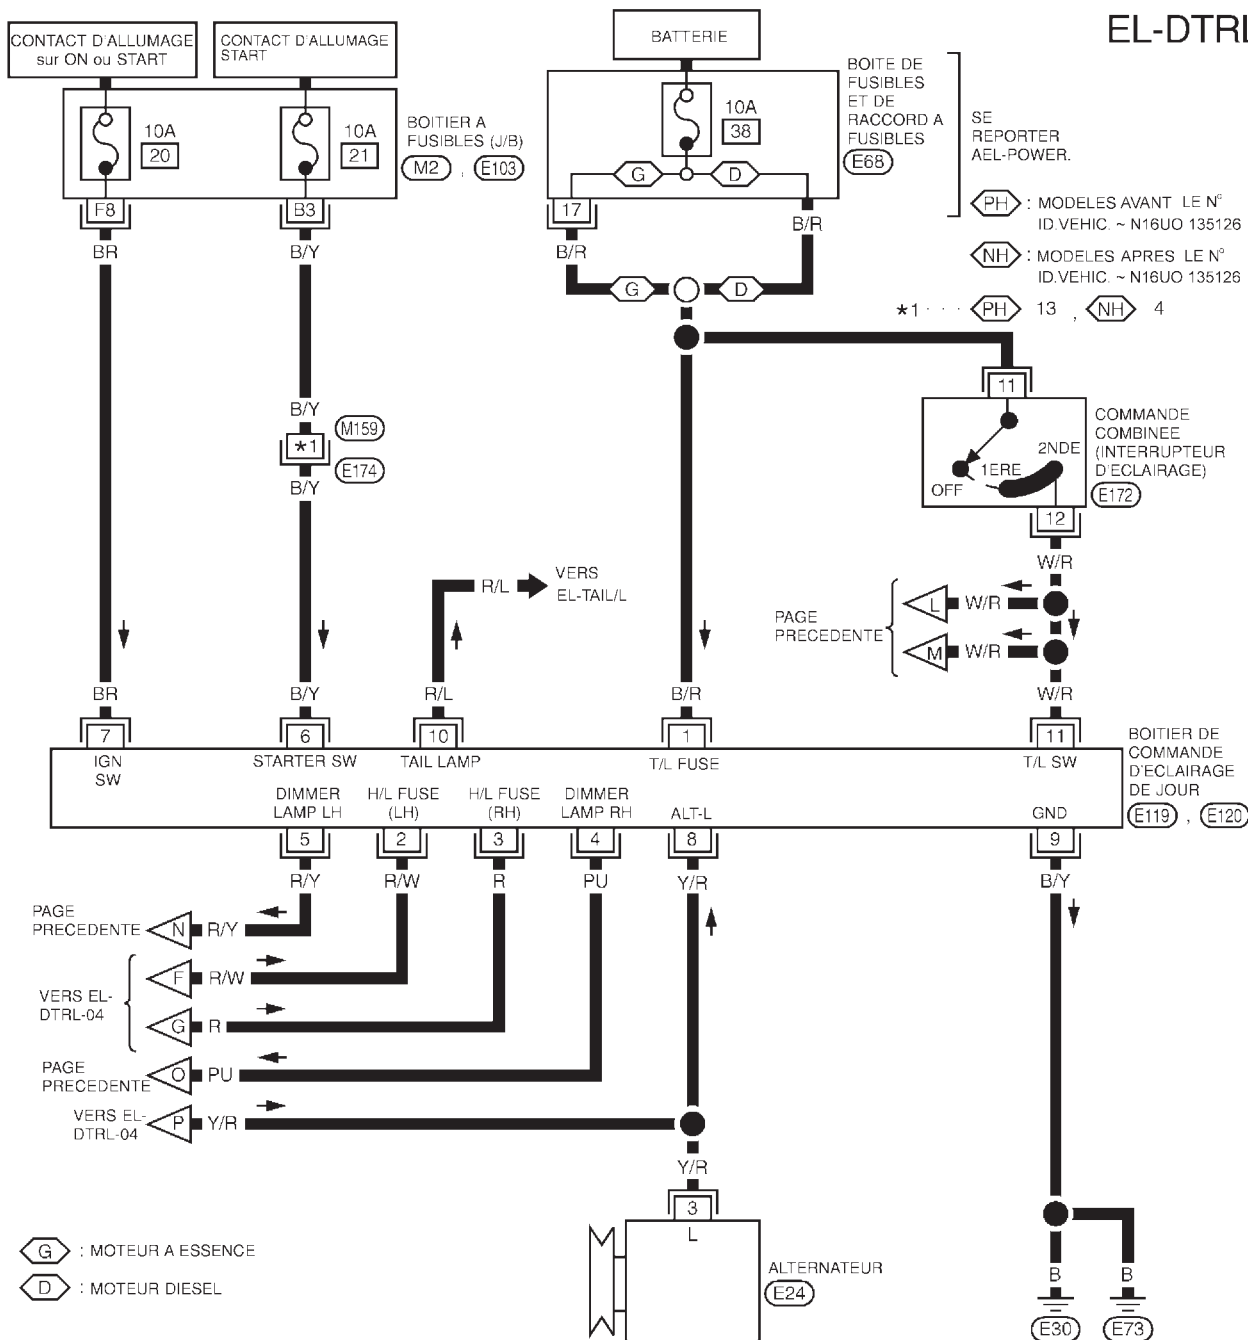 EL-DTRL
CONTACT D'ALLUMAGE
sur ON ou START
CONTACT D'ALLUMAGE
START
BATTERIE
10A
20
10A
21
BOITIER A
FUSIBLES (J/B)
M2 , E103
10A
38
G
D
BOITE DE
FUSIBLES
ET DE
RACCORD A
FUSIBLES
E68
SE
REPORTER
AEL-POWER.
F8
B3
17
BR
B/Y
B/R
B/R
PH : MODELES AVANT LE N°
ID.VEHIC. ~ N16UO 135126
NH : MODELES APRES LE N°
ID.VEHIC. ~ N16UO 135126
G
D
*1 · · · PH 13 , NH 4
11
B/Y
M159
*1
E174
B/Y
OFF
1ERE
2NDE
COMMANDE
COMBINEE
(INTERRUPTEUR
D'ECLAIRAGE)
E172
12
W/R
R/L
VERS
EL-TAIL/L
PAGE
PRECEDENTE
L W/R
M W/R
BR
B/Y
R/L
B/R
W/R
7
6
10
1
11
IGN
SW
STARTER SW
TAIL LAMP
T/L FUSE
T/L SW
BOITIER DE
COMMANDE
D'ECLAIRAGE
DE JOUR
E119 , E120
DIMMER
LAMP LH
H/L FUSE
(LH)
H/L FUSE
(RH)
DIMMER
LAMP RH
ALT-L
GND
5
2
3
4
8
9
R/Y
R/W
R
PU
Y/R
B/Y
PAGE
PRECEDENTE
N R/Y
VERS EL-
DTRL-04
F R/W
G R
PAGE
PRECEDENTE
O PU
VERS EL-
DTRL-04
P Y/R
Y/R
3
L
ALTERNATEUR
E24
G : MOTEUR A ESSENCE
D : MOTEUR DIESEL
B
B
E30
E73